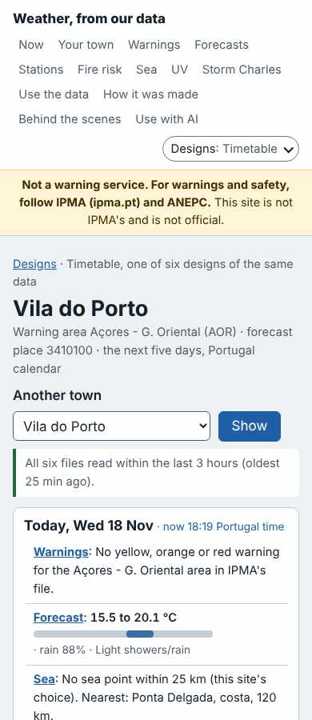 Weather, from our data
Now Your town Warnings Forecasts
Stations Fire risk Sea UV Storm Charles
Use the data How it was made
Behind the scenes Use with AI
Designs: Timetable
Not a warning service. For warnings and safety,
follow IPMA (ipma.pt) and ANEPC. This site is not
IPMA's and is not official.
Designs · Timetable, one of six designs of the same
data
Vila do Porto
Warning area Açores - G. Oriental (AOR) · forecast
place 3410100 · the next five days, Portugal
calendar
Another town
Vila do Porto Show
All six files read within the last 3 hours (oldest
25 min ago).
Today, Wed 18 Nov · now 18:19 Portugal time
Warnings: No yellow, orange or red warning
for the Açores - G. Oriental area in IPMA's
file.
Forecast: 15.5 to 20.1 °C
· rain 88% · Light showers/rain
Sea: No sea point within 25 km (this site's
choice). Nearest: Ponta Delgada, costa, 120
km.